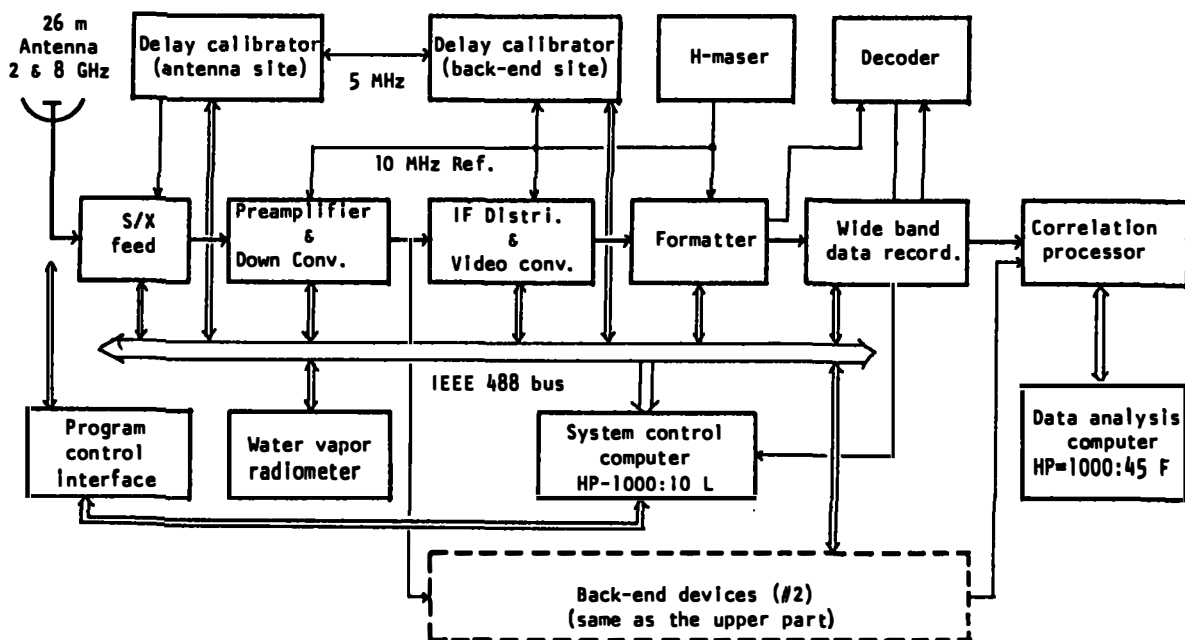 26 m
Antenna
2 & 8 GHz
Delay calibrator
(antenna site)
5 MHz
Delay calibrator
(back-end site)
H-maser
Decoder
10 MHz Ref.
S/X
feed
Preamplifier
&
Down Conv.
IF Distri.
&
Video conv.
Formatter
Wide band
data record.
Correlation
processor
IEEE 488 bus
Program
control
interface
Water vapor
radiometer
System control
computer
HP-1000:10 L
Data analysis
computer
HP=1000:45 F
Back-end devices (#2)
(same as the upper part)